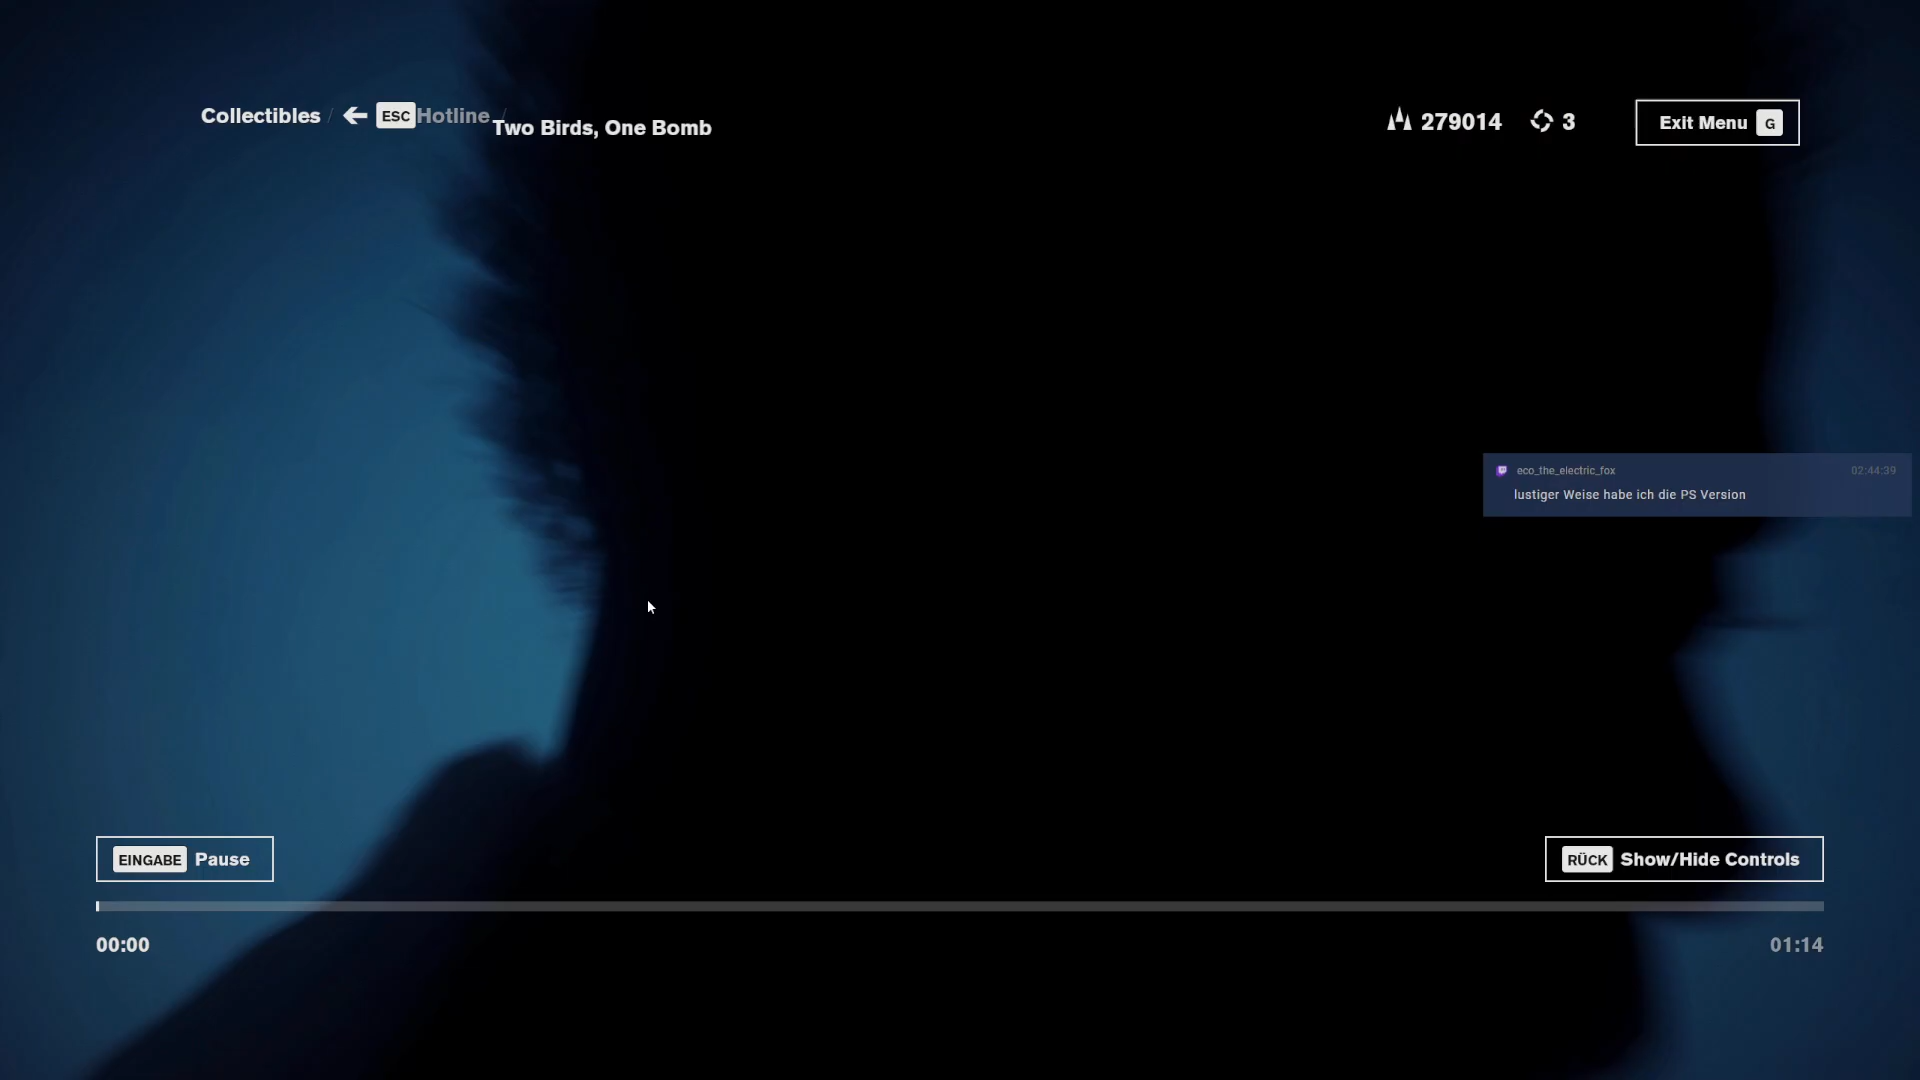 Collectibles / ESC Hotline /
Two Birds, One Bomb
279014
3
Exit Menu G
eco_the_electric_fox 02:44:39
lustiger Weise habe ich die PS Version
EINGABE Pause
RÜCK Show/Hide Controls
00:00
01:14